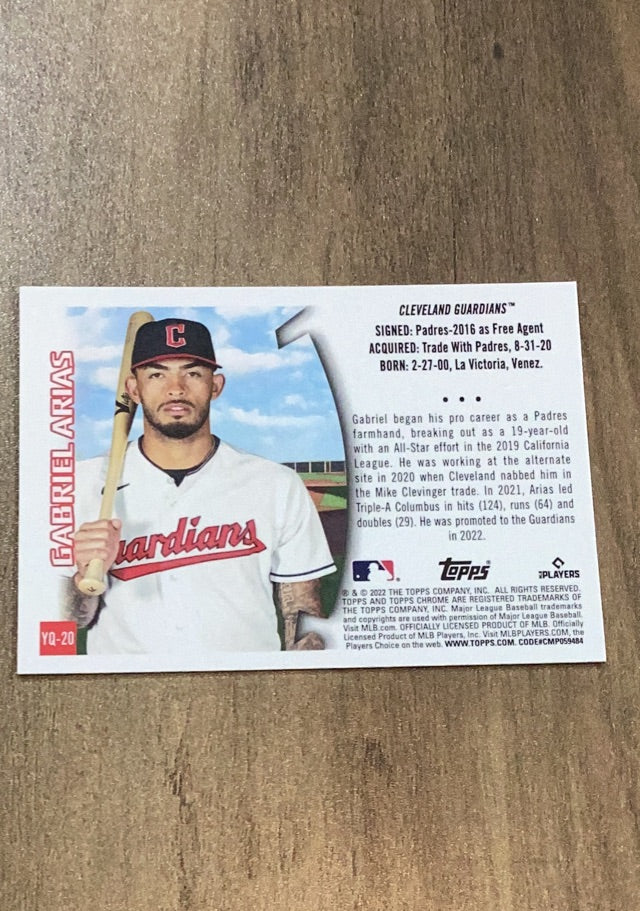 GABRIEL ARIAS
YQ-20
C
Guardians
CLEVELAND GUARDIANS™
SIGNED: Padres-2016 as Free Agent
ACQUIRED: Trade With Padres, 8-31-20
BORN: 2-27-00, La Victoria, Venez.
• • •
Gabriel began his pro career as a Padres
farmhand, breaking out as a 19-year-old
with an All-Star effort in the 2019 California
League. He was working at the alternate
site in 2020 when Cleveland nabbed him in
the Mike Clevinger trade. In 2021, Arias led
Triple-A Columbus in hits (124), runs (64) and
doubles (29). He was promoted to the Guardians
in 2022.
topps®
PLAYERS
® & © 2022 THE TOPPS COMPANY, INC. ALL RIGHTS RESERVED.
TOPPS AND TOPPS CHROME ARE REGISTERED TRADEMARKS OF
THE TOPPS COMPANY, INC. Major League Baseball trademarks
and copyrights are used with permission of Major League Baseball.
Visit MLB.com. OFFICIALLY LICENSED PRODUCT OF MLB. Officially
Licensed Product of MLB Players, Inc. Visit MLBPLAYERS.COM, the
Players Choice on the web. WWW.TOPPS.COM. CODE#CMP059484